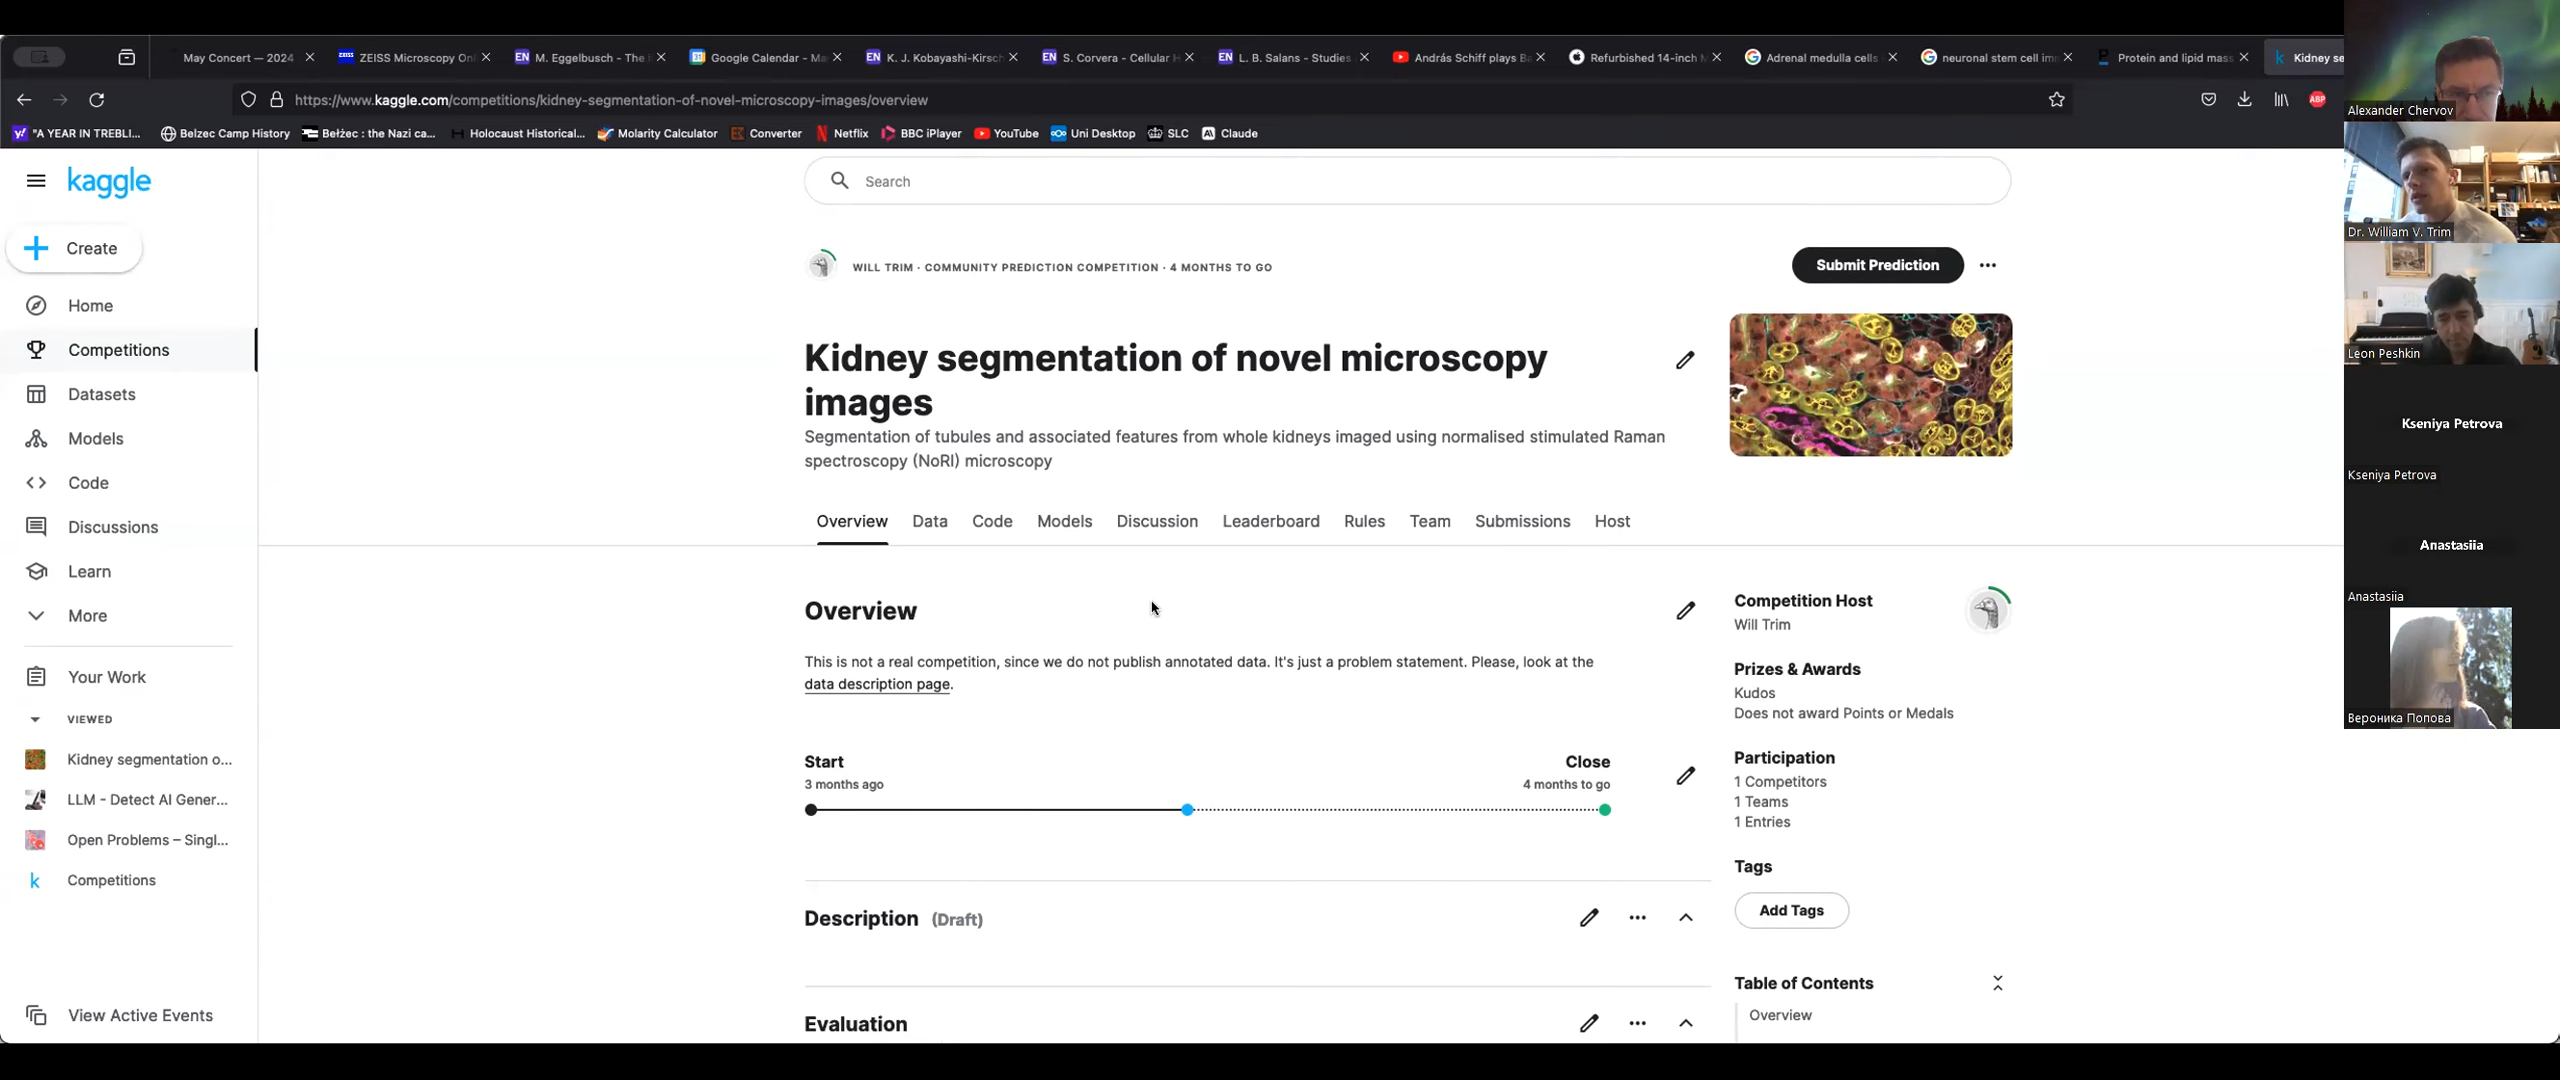 May Concert — 2024
ZEISS Microscopy Onl
M. Eggelbusch - The i
Google Calendar - Ma
K. J. Kobayashi-Kirsch
S. Corvera - Cellular H
L. B. Salans - Studies
András Schiff plays Ba
Refurbished 14-inch M
Adrenal medulla cells
neuronal stem cell im
Protein and lipid mass
Kidney se
https://www.kaggle.com/competitions/kidney-segmentation-of-novel-microscopy-images/overview
ABP
"A YEAR IN TREBLI...
Belzec Camp History
Bełżec : the Nazi ca...
Holocaust Historical...
Molarity Calculator
Converter
Netflix
BBC iPlayer
YouTube
Uni Desktop
SLC
Claude
kaggle
Search
Create
Home
Competitions
Datasets
Models
Code
Discussions
Learn
More
Your Work
VIEWED
Kidney segmentation o...
LLM - Detect AI Gener...
Open Problems – Singl...
Competitions
View Active Events
WILL TRIM · COMMUNITY PREDICTION COMPETITION · 4 MONTHS TO GO
Submit Prediction
Kidney segmentation of novel microscopy
images
Segmentation of tubules and associated features from whole kidneys imaged using normalised stimulated Raman
spectroscopy (NoRI) microscopy
Overview Data Code Models Discussion Leaderboard Rules Team Submissions Host
Overview
This is not a real competition, since we do not publish annotated data. It's just a problem statement. Please, look at the
data description page.
Start
3 months ago
Close
4 months to go
Description (Draft)
Evaluation
Competition Host
Will Trim
Prizes & Awards
Kudos
Does not award Points or Medals
Participation
1 Competitors
1 Teams
1 Entries
Tags
Add Tags
Table of Contents
Overview
Alexander Chervov
Dr. William V. Trim
Leon Peshkin
Kseniya Petrova
Kseniya Petrova
Anastasiia
Anastasiia
Вероника Попова